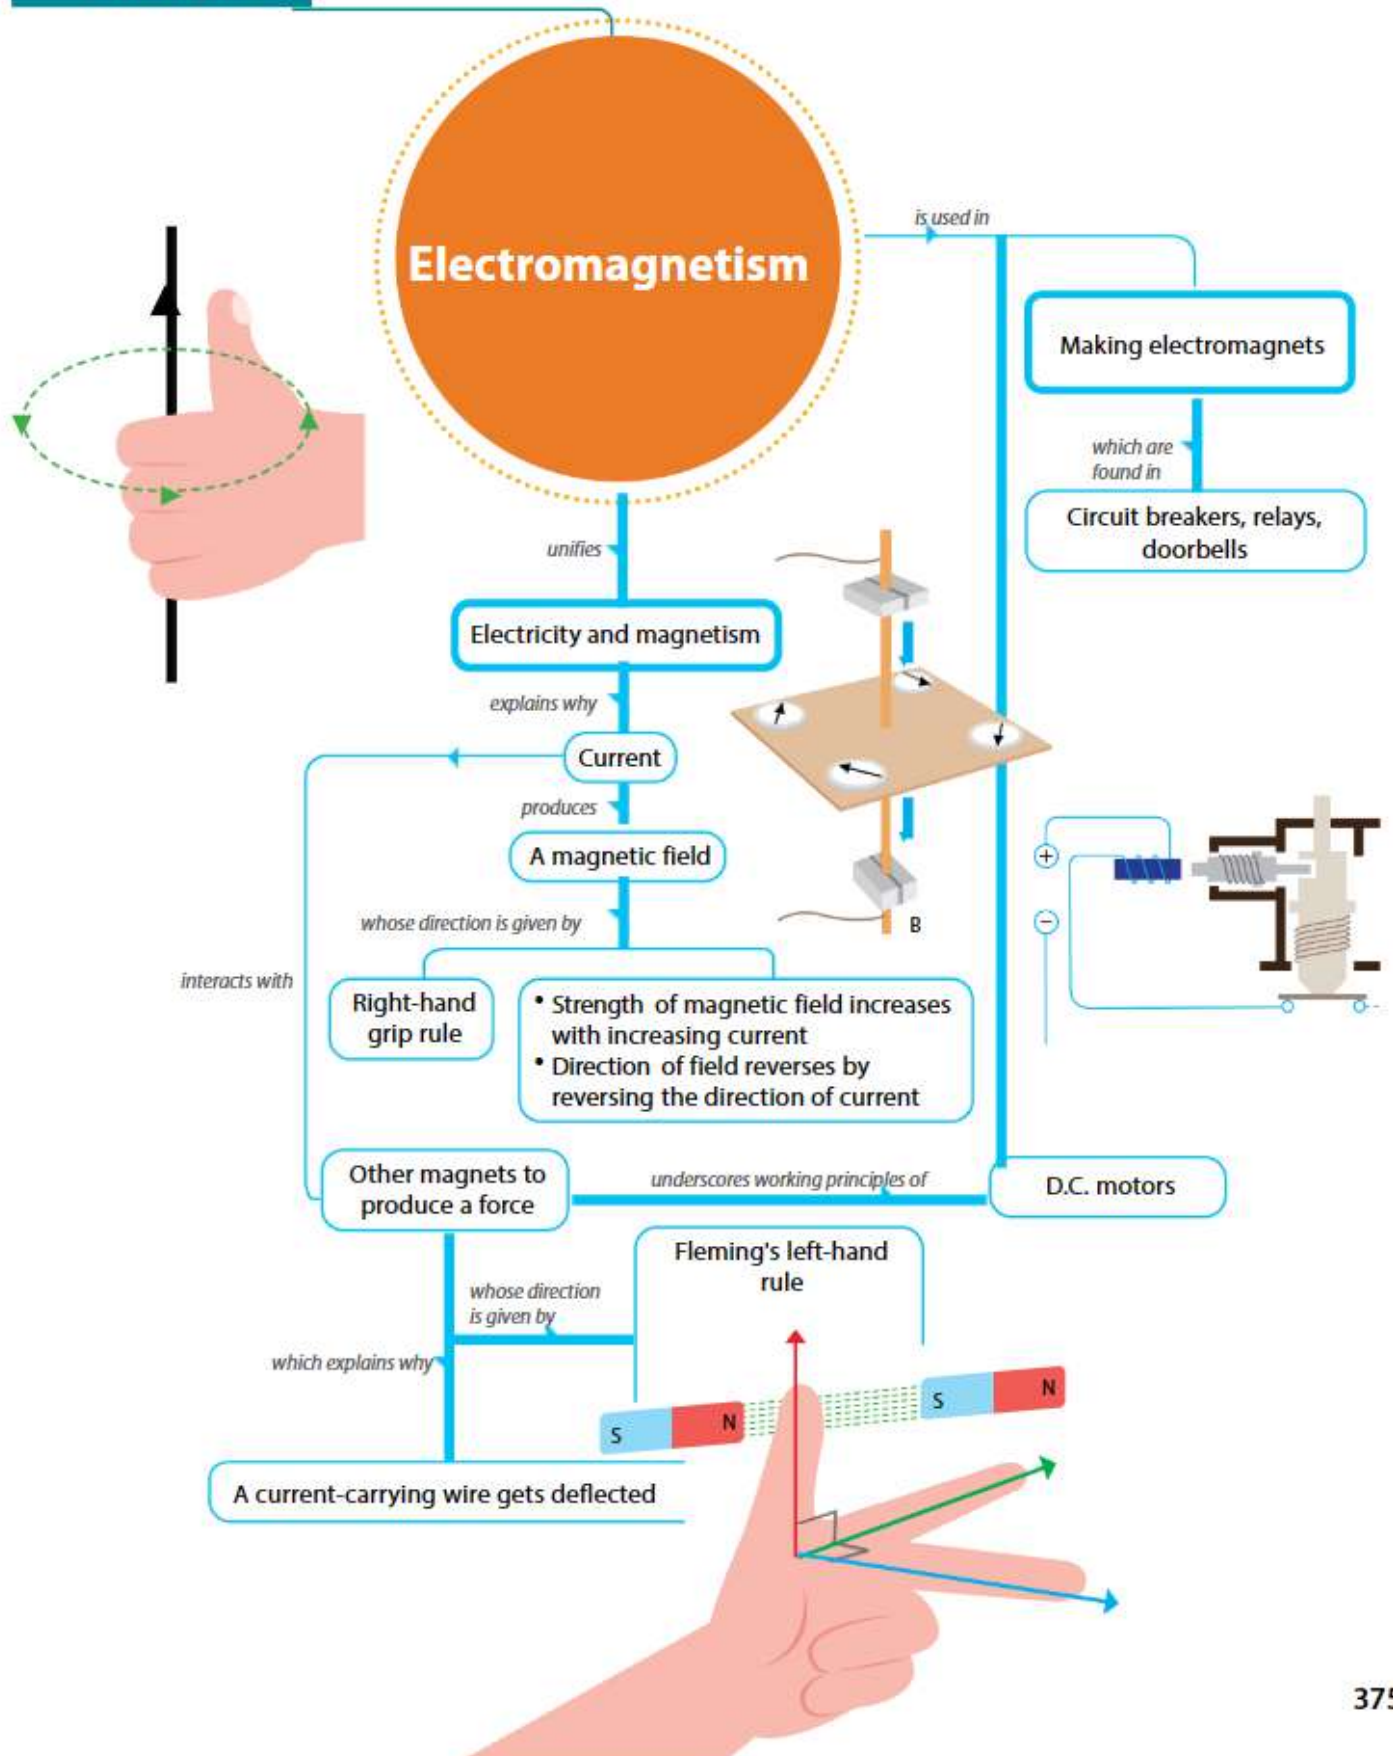 Electromagnetism
is used in
Making electromagnets
which are
found in
Circuit breakers, relays,
doorbells
unifies
Electricity and magnetism
explains why
Current
produces
A magnetic field
whose direction is given by
B
+
−
interacts with
Right-hand
grip rule
• Strength of magnetic field increases
with increasing current
• Direction of field reverses by
reversing the direction of current
Other magnets to
produce a force
underscores working principles of
D.C. motors
Fleming's left-hand
rule
whose direction
is given by
which explains why
S N
S N
A current-carrying wire gets deflected
375